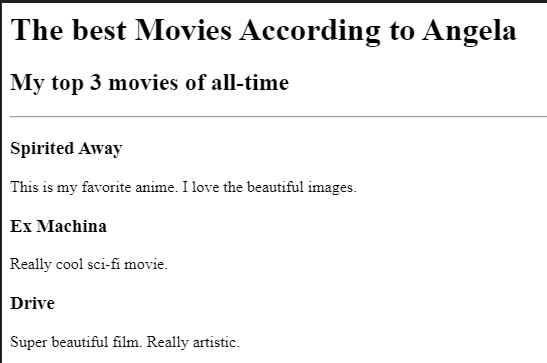 The best Movies According to Angela
My top 3 movies of all-time
Spirited Away
This is my favorite anime. I love the beautiful images.
Ex Machina
Really cool sci-fi movie.
Drive
Super beautiful film. Really artistic.